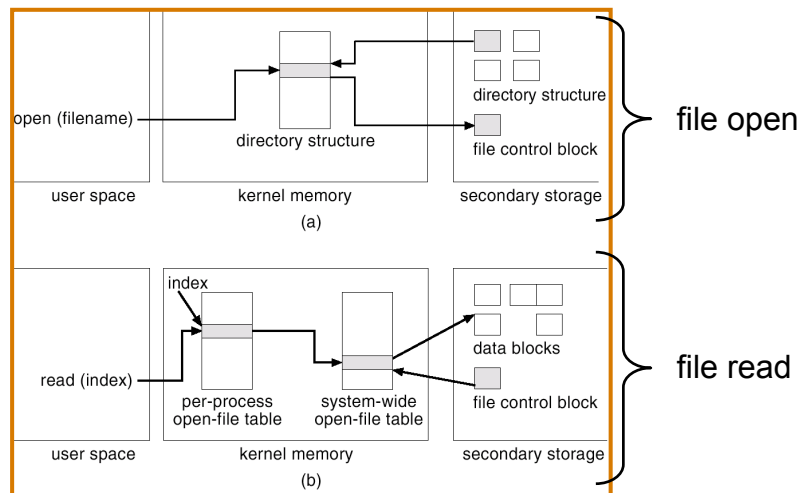 open (filename)
directory structure
directory structure
file control block
user space
kernel memory
secondary storage
(a)
file open
index
read (index)
per-process
open-file table
system-wide
open-file table
data blocks
file control block
user space
kernel memory
secondary storage
(b)
file read